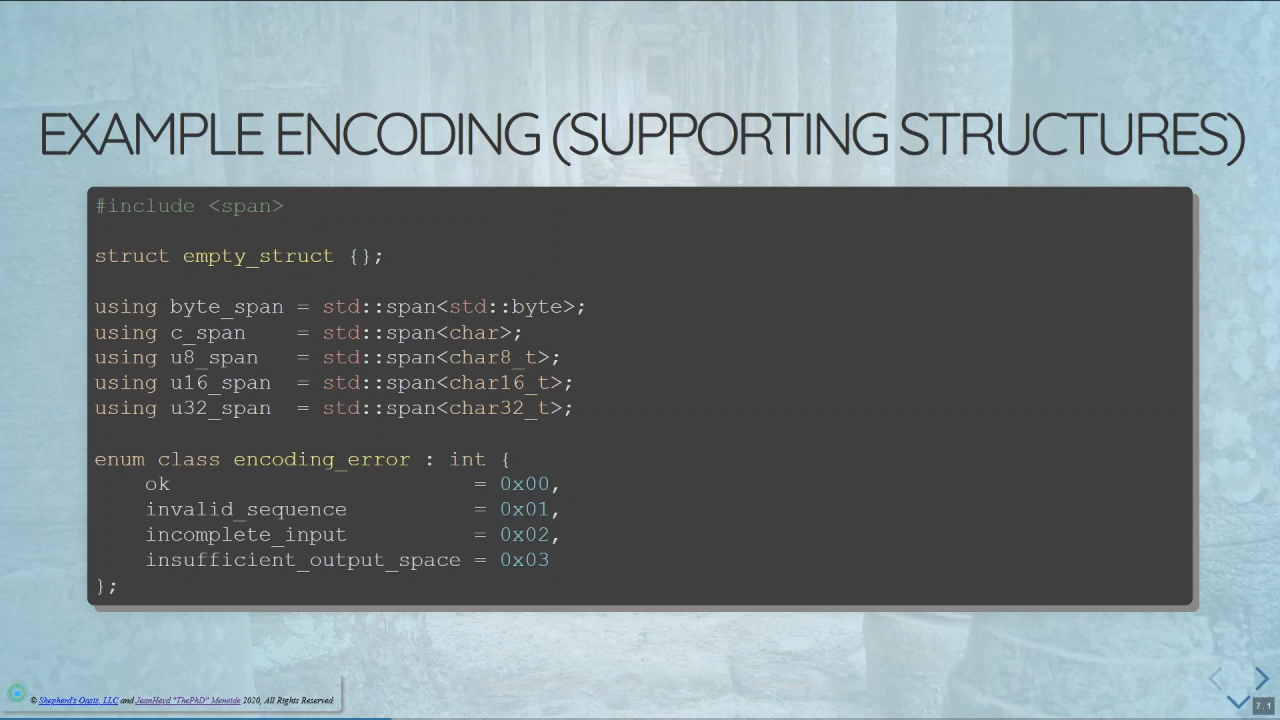 EXAMPLE ENCODING (SUPPORTING STRUCTURES)
#include <span>
struct empty_struct {};
using byte_span = std::span<std::byte>;
using c_span    = std::span<char>;
using u8_span   = std::span<char8_t>;
using u16_span  = std::span<char16_t>;
using u32_span  = std::span<char32_t>;
enum class encoding_error : int {
    ok                        = 0x00,
    invalid_sequence          = 0x01,
    incomplete_input          = 0x02,
    insufficient_output_space = 0x03
};
© Shepherd's Oasis, LLC and JeanHeyd "ThePhD" Meneide 2020, All Rights Reserved
7.1